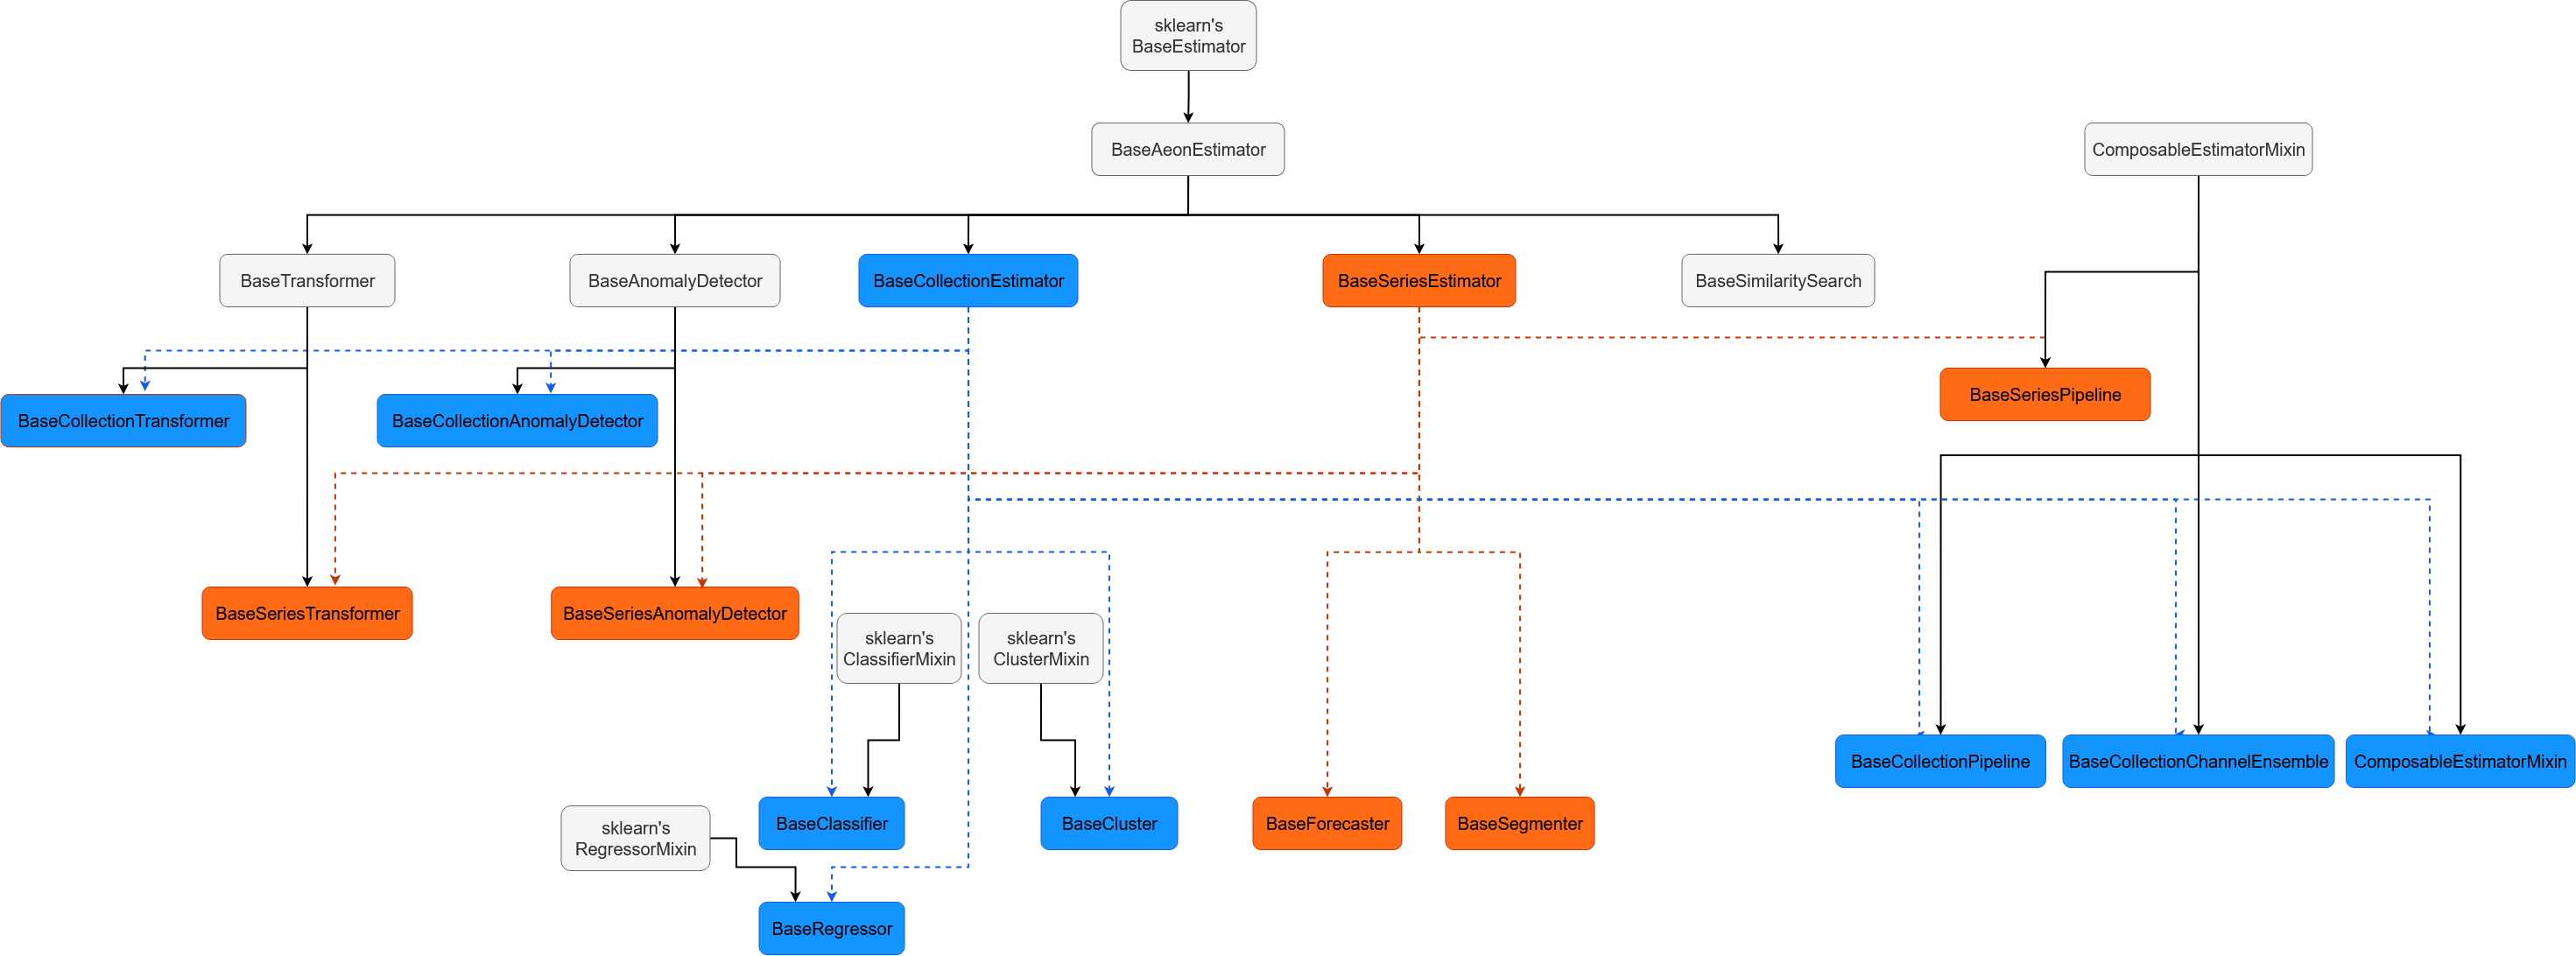 sklearn's
BaseEstimator
BaseAeonEstimator
ComposableEstimatorMixin
BaseTransformer
BaseAnomalyDetector
BaseCollectionEstimator
BaseSeriesEstimator
BaseSimilaritySearch
BaseSeriesPipeline
BaseCollectionTransformer
BaseCollectionAnomalyDetector
BaseSeriesTransformer
BaseSeriesAnomalyDetector
sklearn's
ClassifierMixin
sklearn's
ClusterMixin
BaseCollectionPipeline
BaseCollectionChannelEnsemble
ComposableEstimatorMixin
BaseClassifier
BaseCluster
BaseForecaster
BaseSegmenter
sklearn's
RegressorMixin
BaseRegressor